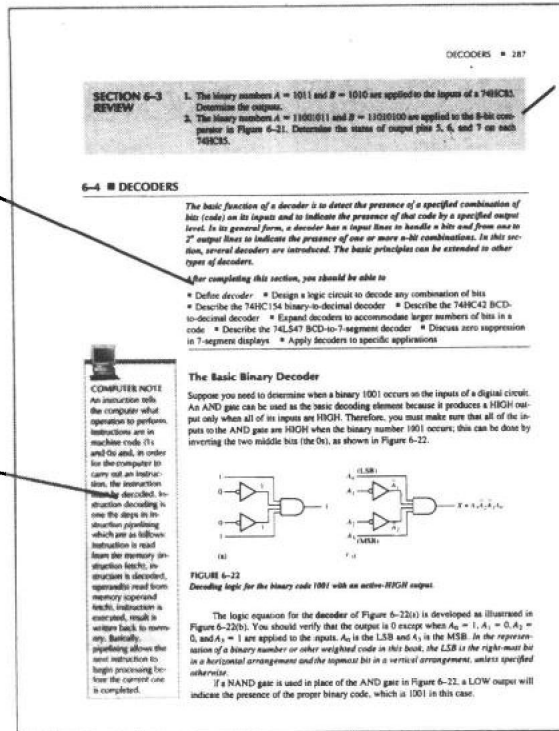 DECODERS ■ 287
SECTION 6–3
REVIEW
1. The binary numbers A = 1011 and B = 1010 are applied to the inputs of a 74HC85.
Determine the outputs.
2. The binary numbers A = 11001011 and B = 11010100 are applied to the 8-bit com-
parator in Figure 6–21. Determine the states of output pins 5, 6, and 7 on each
74HC85.
6–4 ■ DECODERS
The basic function of a decoder is to detect the presence of a specified combination of
bits (code) on its inputs and to indicate the presence of that code by a specified output
level. In its general form, a decoder has n input lines to handle n bits and from one to
2ⁿ output lines to indicate the presence of one or more n-bit combinations. In this sec-
tion, several decoders are introduced. The basic principles can be extended to other
types of decoders.
After completing this section, you should be able to
■ Define decoder ■ Design a logic circuit to decode any combination of bits
■ Describe the 74HC154 binary-to-decimal decoder ■ Describe the 74HC42 BCD-
to-decimal decoder ■ Expand decoders to accommodate larger numbers of bits in a
code ■ Describe the 74LS47 BCD-to-7-segment decoder ■ Discuss zero suppression
in 7-segment displays ■ Apply decoders to specific applications
COMPUTER NOTE
An instruction tells
the computer what
operation to perform.
Instructions are in
machine code (1s
and 0s and, in order
for the computer to
carry out an instruc-
tion, the instruction
must be decoded. In-
struction decoding is
one the steps in in-
struction pipelining
which are as follows:
Instruction is read
from the memory (in-
struction fetch), in-
struction is decoded,
operand(s) read from
memory (operand
fetch), instruction is
executed, result is
written back to mem-
ory. Basically,
pipelining allows the
next instruction to
begin processing be-
fore the current one
is completed.
The Basic Binary Decoder
Suppose you need to determine when a binary 1001 occurs on the inputs of a digital circuit.
An AND gate can be used as the basic decoding element because it produces a HIGH out-
put only when all of its inputs are HIGH. Therefore, you must make sure that all of the in-
puts to the AND gate are HIGH when the binary number 1001 occurs; this can be done by
inverting the two middle bits (the 0s), as shown in Figure 6–22.
1
0 1
0 1
1
1
(a)
(LSB)
A₀
A₁
A₂
A₃
(MSB)
FIGURE 6–22
Decoding logic for the binary code 1001 with an active-HIGH output.
The logic equation for the decoder of Figure 6–22(a) is developed as illustrated in
Figure 6–22(b). You should verify that the output is 0 except when A₀ = 1, A₁ = 0, A₂ =
0, and A₃ = 1 are applied to the inputs. A₀ is the LSB and A₃ is the MSB. In the represen-
tation of a binary number or other weighted code in this book, the LSB is the right-most bit
in a horizontal arrangement and the topmost bit in a vertical arrangement, unless specified
otherwise.
If a NAND gate is used in place of the AND gate in Figure 6–22, a LOW output will
indicate the presence of the proper binary code, which is 1001 in this case.